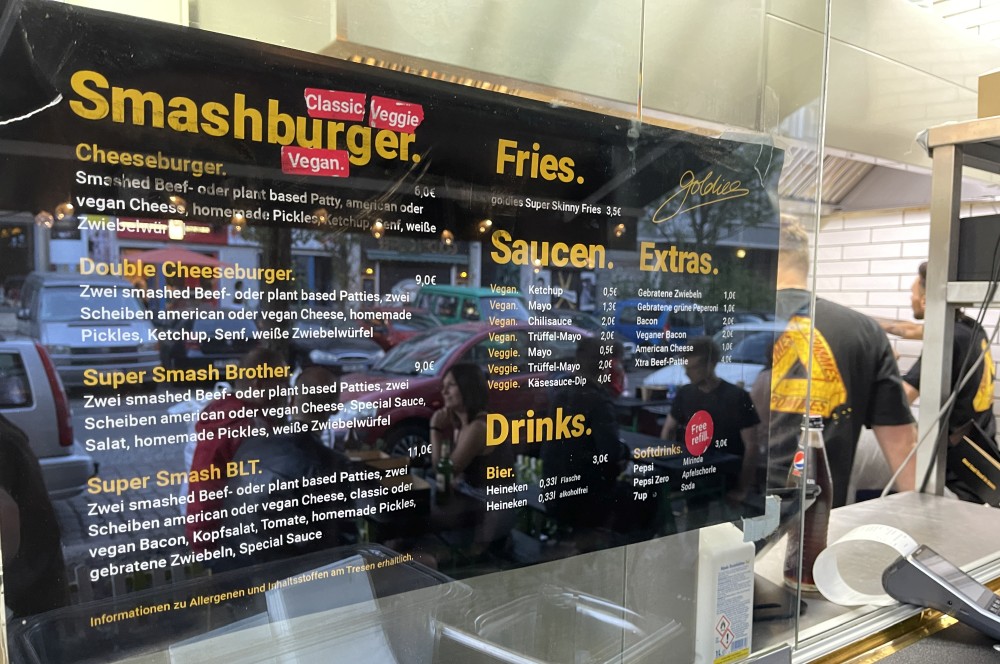 Smashburger.
Classic.
Veggie
Vegan.
Cheeseburger.
6,0€
Smashed Beef- oder plant based Patty, american oder
vegan Cheese, homemade Pickles, Ketchup, Senf, weiße
Zwiebelwürfel
Double Cheeseburger.
9,0€
Zwei smashed Beef- oder plant based Patties, zwei
Scheiben american oder vegan Cheese, homemade
Pickles, Ketchup, Senf, weiße Zwiebelwürfel
Super Smash Brother.
9,0€
Zwei smashed Beef- oder plant based Patties, zwei
Scheiben american oder vegan Cheese, Special Sauce,
Salat, homemade Pickles, weiße Zwiebelwürfel
Super Smash BLT.
11,0€
Zwei smashed Beef- oder plant based Patties, zwei
Scheiben american oder vegan Cheese, classic oder
vegan Bacon, Kopfsalat, Tomate, homemade Pickles,
gebratene Zwiebeln, Special Sauce
Informationen zu Allergenen und Inhaltsstoffen am Tresen erhältlich.
Fries.
goldies Super Skinny Fries 3,5€
goldies
Saucen.
Vegan. Ketchup 0,5€
Vegan. Mayo 1,3€
Vegan. Chilisauce 2,0€
Vegan. Trüffel-Mayo 2,0€
Veggie. Mayo 0,5€
Veggie. Trüffel-Mayo 2,0€
Veggie. Käsesauce-Dip 4,0€
Extras.
Gebratene Zwiebeln 1,0€
Gebratene grüne Peperoni 1,0€
Bacon 2,0€
Veganer Bacon 2,0€
American Cheese
Xtra Beef-Pattie
Drinks.
Bier. 3,0€
Heineken 0,33l Flasche
Heineken 0,33l alkoholfrei
Softdrinks. 3,0€
Free
refill.
Pepsi Mirinda
Pepsi Zero Apfelschorle
7up Soda